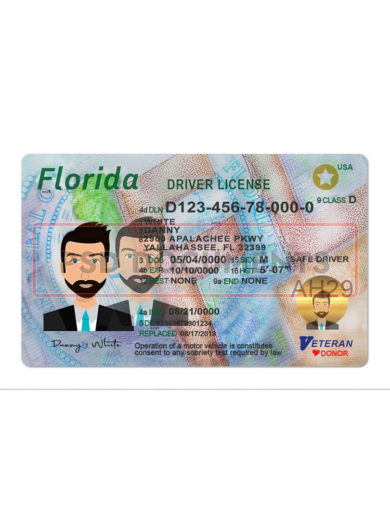 Florida DRIVER LICENSE USA
4d DLN D123-456-78-000-0 9 CLASS D
WHITE
DANNY
APALACHEE PKWY
YALLAHASSEE, FL 32399
3 DOB 05/04/0000 15 SEX M SAFE DRIVER
4b EXP 10/10/0000 16 HGT 5'-07"
REST NONE 9a END NONE
AH29
08/21/0000
REPLACED 08/17/2019
Danny White
Operation of a motor vehicle is constitutes
consent to any sobriety test required by law
VETERAN
DONOR